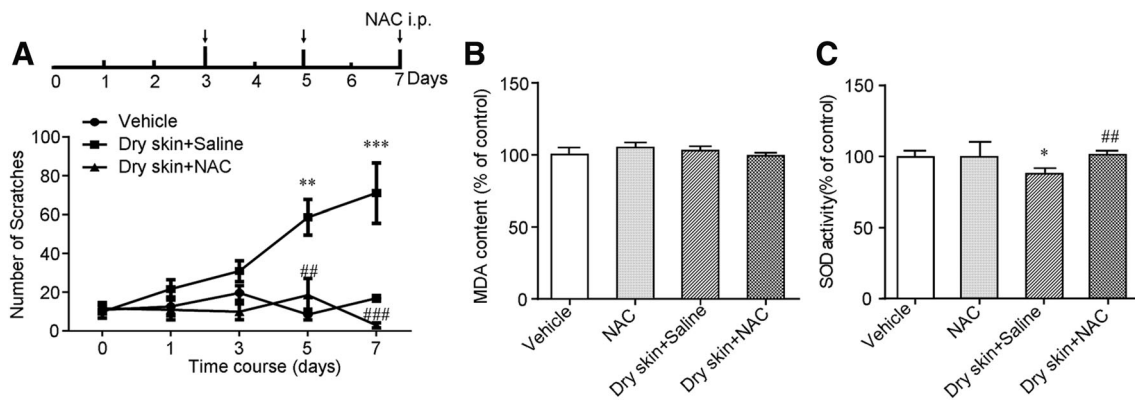 NAC i.p.
A
0 1 2 3 4 5 6 7 Days
Vehicle
Dry skin+Saline
Dry skin+NAC
Number of Scratches
100
80
60
40
20
0
***
**
##
###
0 1 3 5 7
Time course (days)
B
MDA content (% of control)
150
100
50
0
Vehicle
NAC
Dry skin+Saline
Dry skin+NAC
C
SOD activity(% of control)
150
100
50
0
*
##
Vehicle
NAC
Dry skin+Saline
Dry skin+NAC